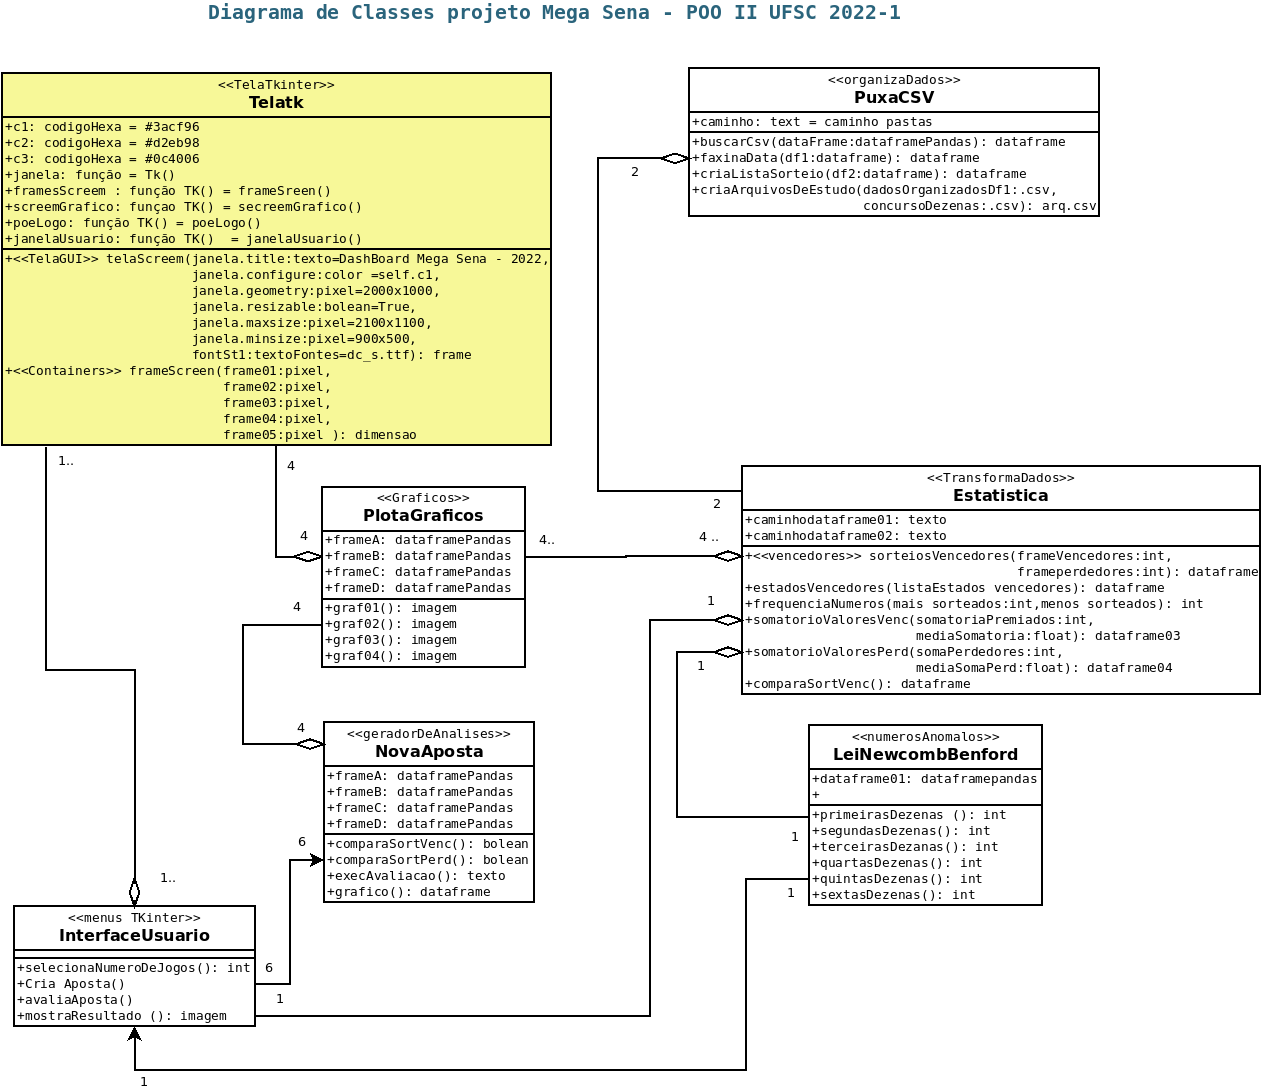 Diagrama de Classes projeto Mega Sena - POO II UFSC 2022-1
<<TelaTkinter>>
Telatk
+c1: codigoHexa = #3acf96
+c2: codigoHexa = #d2eb98
+c3: codigoHexa = #0c4006
+janela: função = Tk()
+framesScreem : função TK() = frameSreen()
+screemGrafico: funçao TK() = secreemGrafico()
+poeLogo: função TK() = poeLogo()
+janelaUsuario: função TK()  = janelaUsuario()
+<<TelaGUI>> telaScreem(janela.title:texto=DashBoard Mega Sena - 2022,
janela.configure:color =self.c1,
janela.geometry:pixel=2000x1000,
janela.resizable:bolean=True,
janela.maxsize:pixel=2100x1100,
janela.minsize:pixel=900x500,
fontSt1:textoFontes=dc_s.ttf): frame
+<<Containers>> frameScreen(frame01:pixel,
frame02:pixel,
frame03:pixel,
frame04:pixel,
frame05:pixel ): dimensao
<<organizaDados>>
PuxaCSV
+caminho: text = caminho pastas
+buscarCsv(dataFrame:dataframePandas): dataframe
+faxinaData(df1:dataframe): dataframe
+criaListaSorteio(df2:dataframe): dataframe
+criaArquivosDeEstudo(dadosOrganizadosDf1:.csv,
concursoDezenas:.csv): arq.csv
2
2
1..
4
4
<<Graficos>>
PlotaGraficos
+frameA: dataframePandas
+frameB: dataframePandas
+frameC: dataframePandas
+frameD: dataframePandas
+graf01(): imagem
+graf02(): imagem
+graf03(): imagem
+graf04(): imagem
4..
4 ..
4
4
1
1
<<TransformaDados>>
Estatistica
+caminhodataframe01: texto
+caminhodataframe02: texto
+<<vencedores>> sorteiosVencedores(frameVencedores:int,
frameperdedores:int): dataframe
+estadosVencedores(listaEstados vencedores): dataframe
+frequenciaNumeros(mais sorteados:int,menos sorteados): int
+somatorioValoresVenc(somatoriaPremiados:int,
mediaSomatoria:float): dataframe03
+somatorioValoresPerd(somaPerdedores:int,
mediaSomaPerd:float): dataframe04
+comparaSortVenc(): dataframe
<<geradorDeAnalises>>
NovaAposta
+frameA: dataframePandas
+frameB: dataframePandas
+frameC: dataframePandas
+frameD: dataframePandas
+comparaSortVenc(): bolean
+comparaSortPerd(): bolean
+execAvaliacao(): texto
+grafico(): dataframe
<<numerosAnomalos>>
LeiNewcombBenford
+dataframe01: dataframepandas
+
+primeirasDezenas (): int
+segundasDezenas(): int
+terceirasDezanas(): int
+quartasDezenas(): int
+quintasDezenas(): int
+sextasDezenas(): int
1
1
6
1..
<<menus TKinter>>
InterfaceUsuario
+selecionaNumeroDeJogos(): int
+Cria Aposta()
+avaliaAposta()
+mostraResultado (): imagem
6
1
1